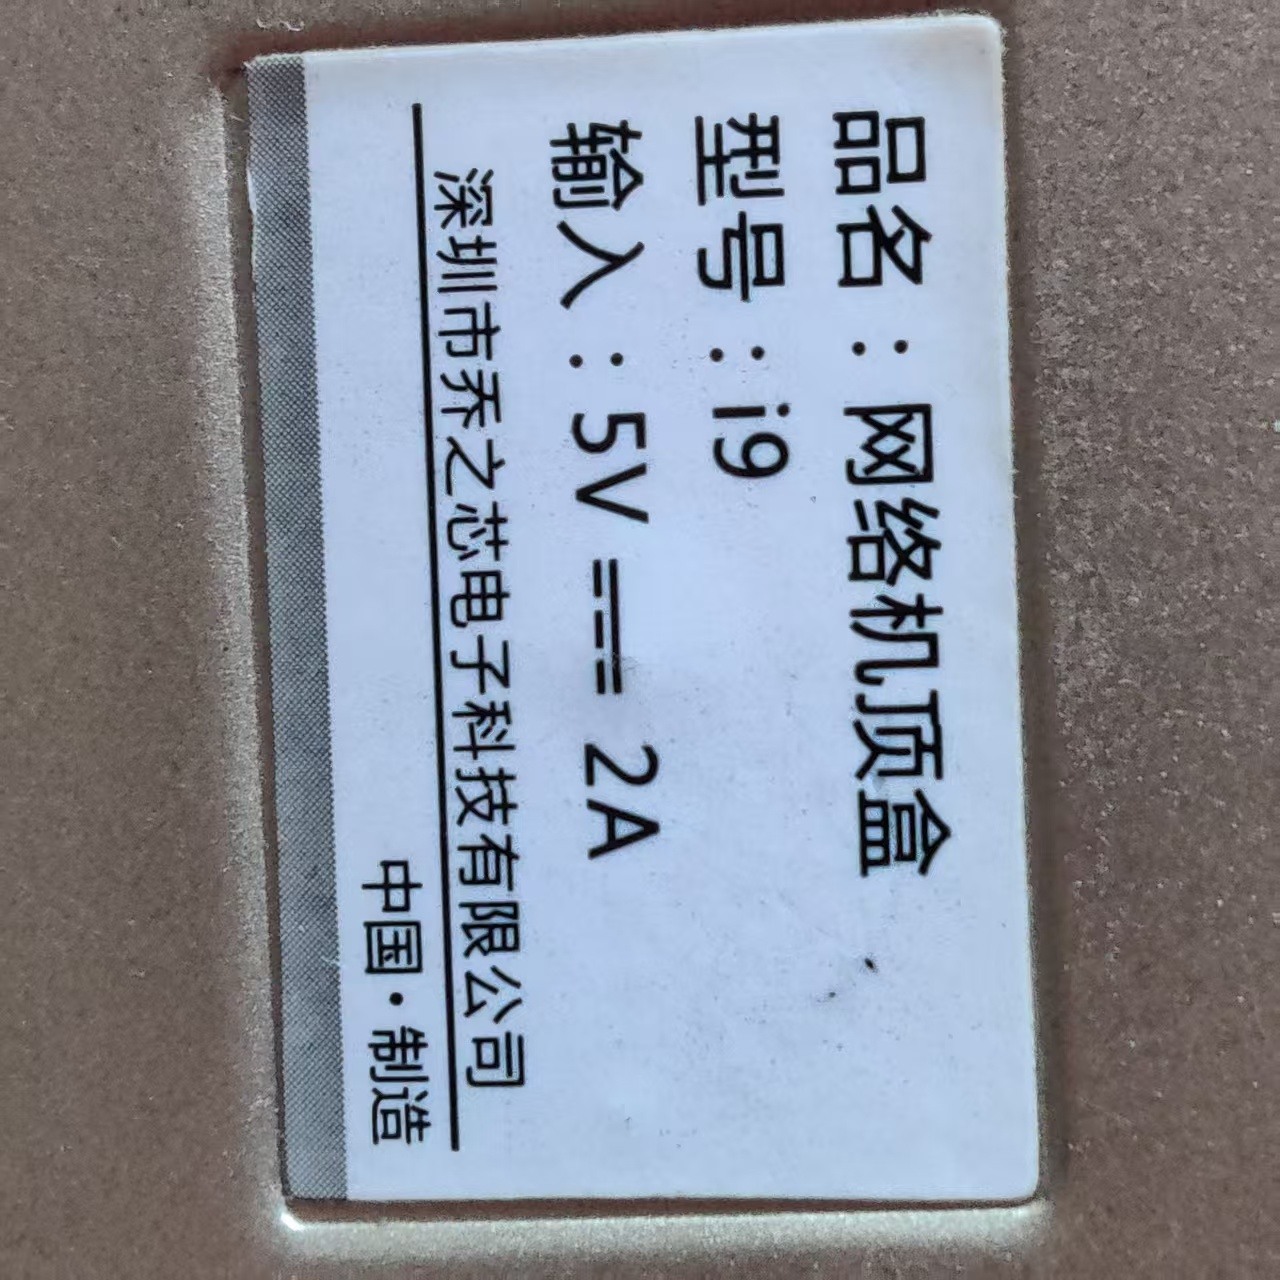 品名：网络机顶盒
型号：i9
输入：5V ⎓ 2A
深圳市乔之芯电子科技有限公司
中国·制造